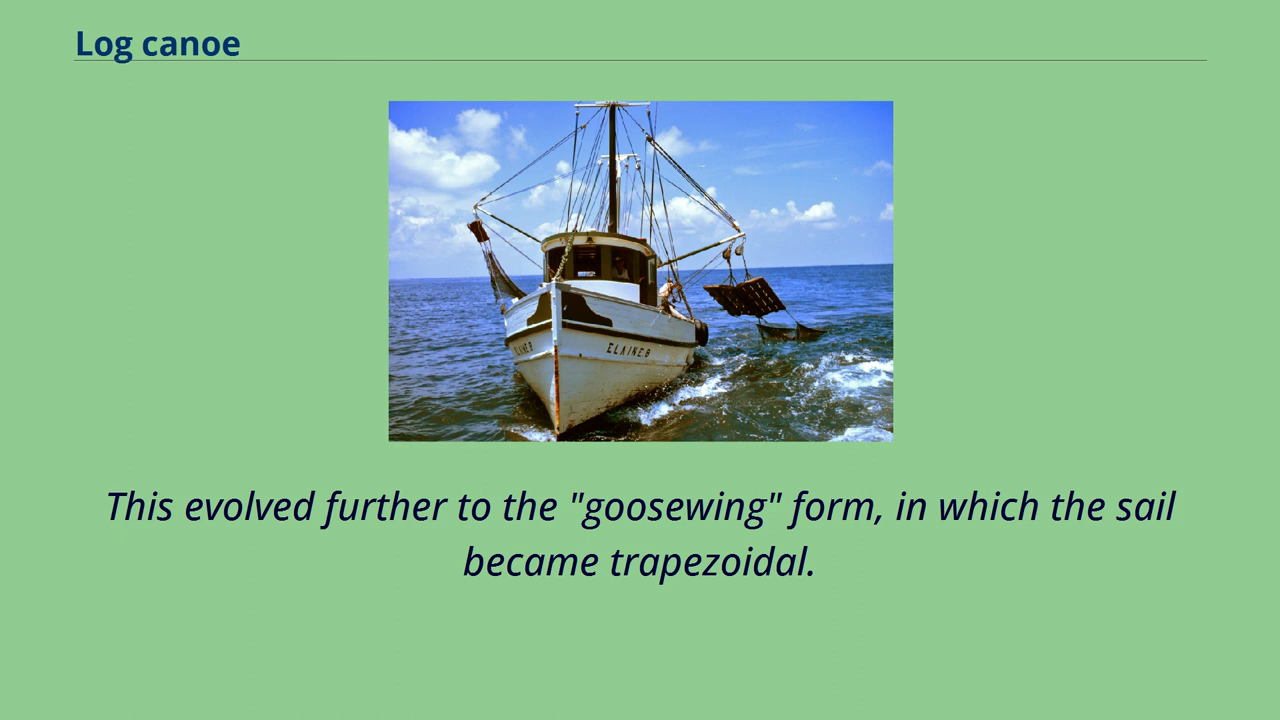 Log canoe
ELAINE B
This evolved further to the "goosewing" form, in which the sail
became trapezoidal.